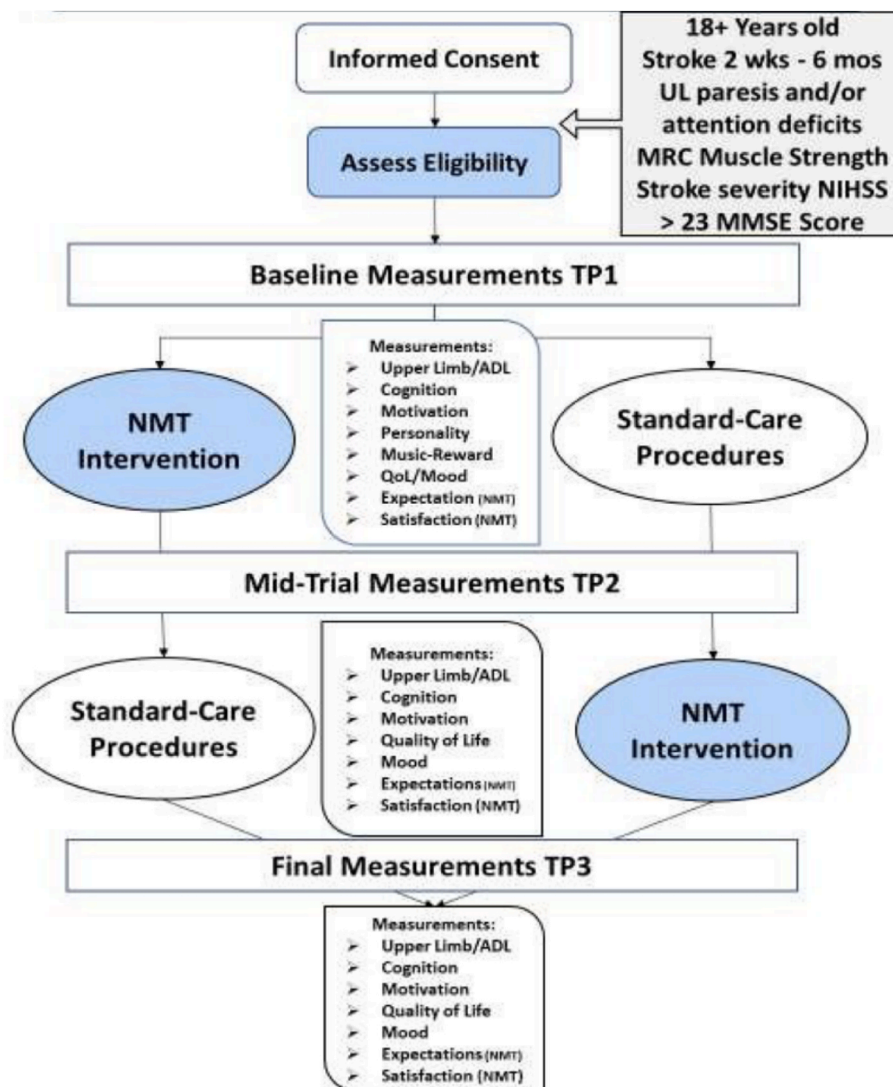 Informed Consent
18+ Years old
Stroke 2 wks - 6 mos
UL paresis and/or
attention deficits
MRC Muscle Strength
Stroke severity NIHSS
> 23 MMSE Score
Assess Eligibility
Baseline Measurements TP1
NMT
Intervention
Measurements:
➢ Upper Limb/ADL
➢ Cognition
➢ Motivation
➢ Personality
➢ Music-Reward
➢ QoL/Mood
➢ Expectation (NMT)
➢ Satisfaction (NMT)
Standard-Care
Procedures
Mid-Trial Measurements TP2
Standard-Care
Procedures
Measurements:
➢ Upper Limb/ADL
➢ Cognition
➢ Motivation
➢ Quality of Life
➢ Mood
➢ Expectations (NMT)
➢ Satisfaction (NMT)
NMT
Intervention
Final Measurements TP3
Measurements:
➢ Upper Limb/ADL
➢ Cognition
➢ Motivation
➢ Quality of Life
➢ Mood
➢ Expectations (NMT)
➢ Satisfaction (NMT)